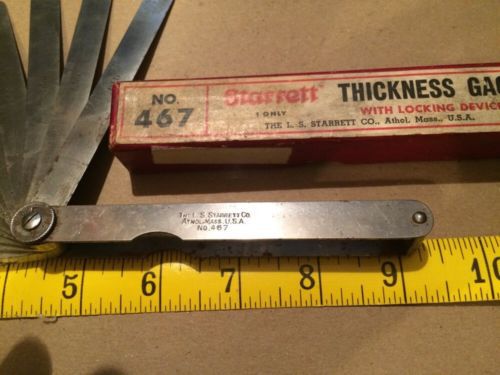 NO.
467
Starrett
1 ONLY
THICKNESS GAG
WITH LOCKING DEVICE
THE L. S. STARRETT CO., Athol, Mass., U.S.A.
THE L. S. STARRETT CO.
ATHOL, MASS. U.S.A.
NO. 467
5 6 7 8 9 10